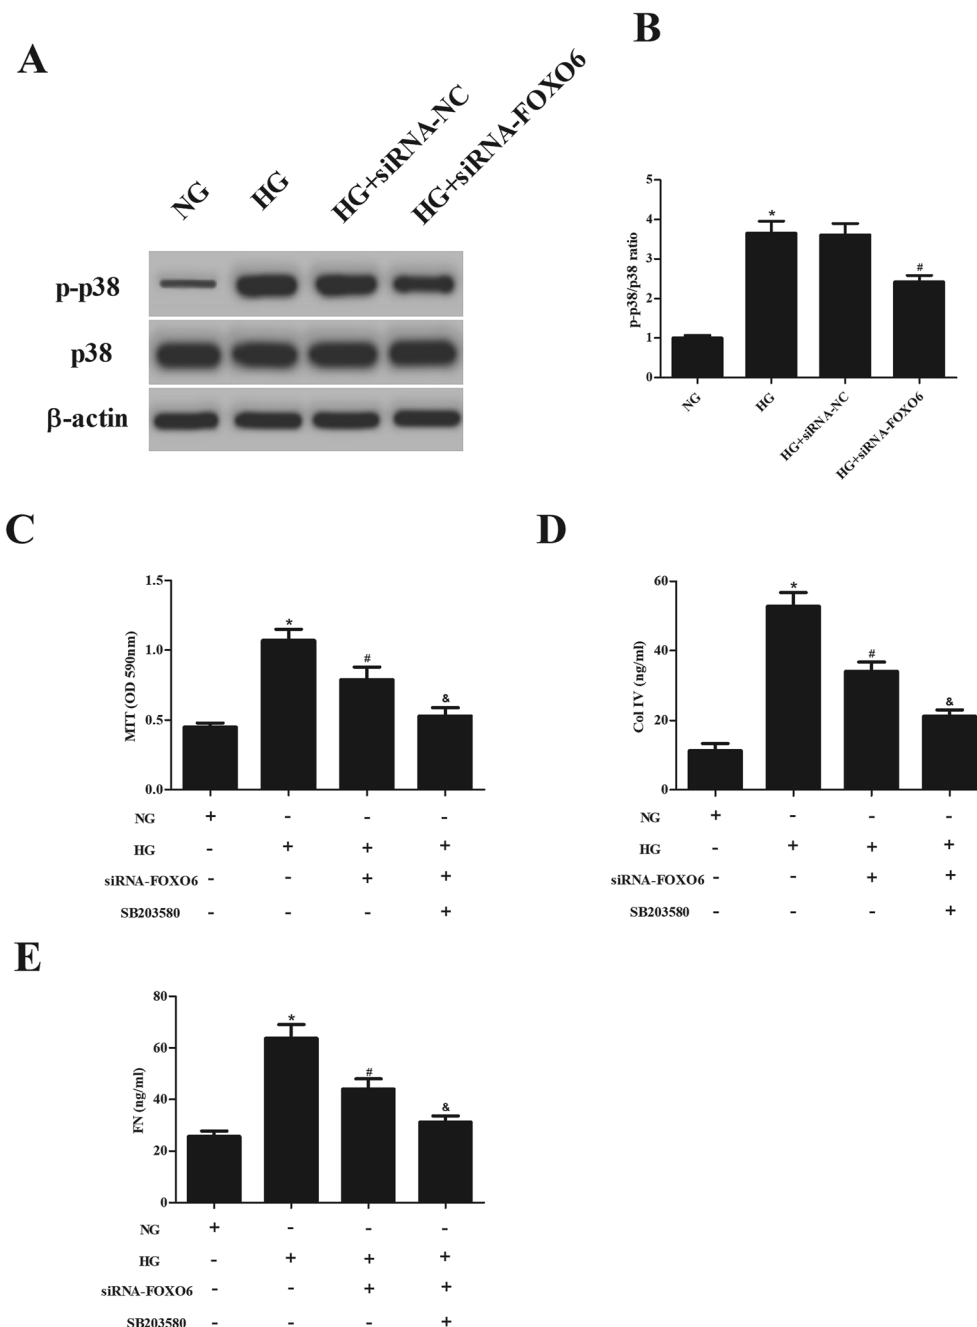 A
NG
HG
HG+siRNA-NC
HG+siRNA-FOXO6
p-p38
p38
β-actin
B
p-p38/p38 ratio
5
4
3
2
1
0
*
#
NG
HG
HG+siRNA-NC
HG+siRNA-FOXO6
C
MTT (OD 590nm)
1.5
1.0
0.5
0.0
*
#
&
NG + - - -
HG - + + +
siRNA-FOXO6 - - + +
SB203580 - - - +
D
Col IV (ng/ml)
60
40
20
0
*
#
&
NG + - - -
HG - + + +
siRNA-FOXO6 - - + +
SB203580 - - - +
E
FN (ng/ml)
80
60
40
20
0
*
#
&
NG + - - -
HG - + + +
siRNA-FOXO6 - - + +
SB203580 - - - +